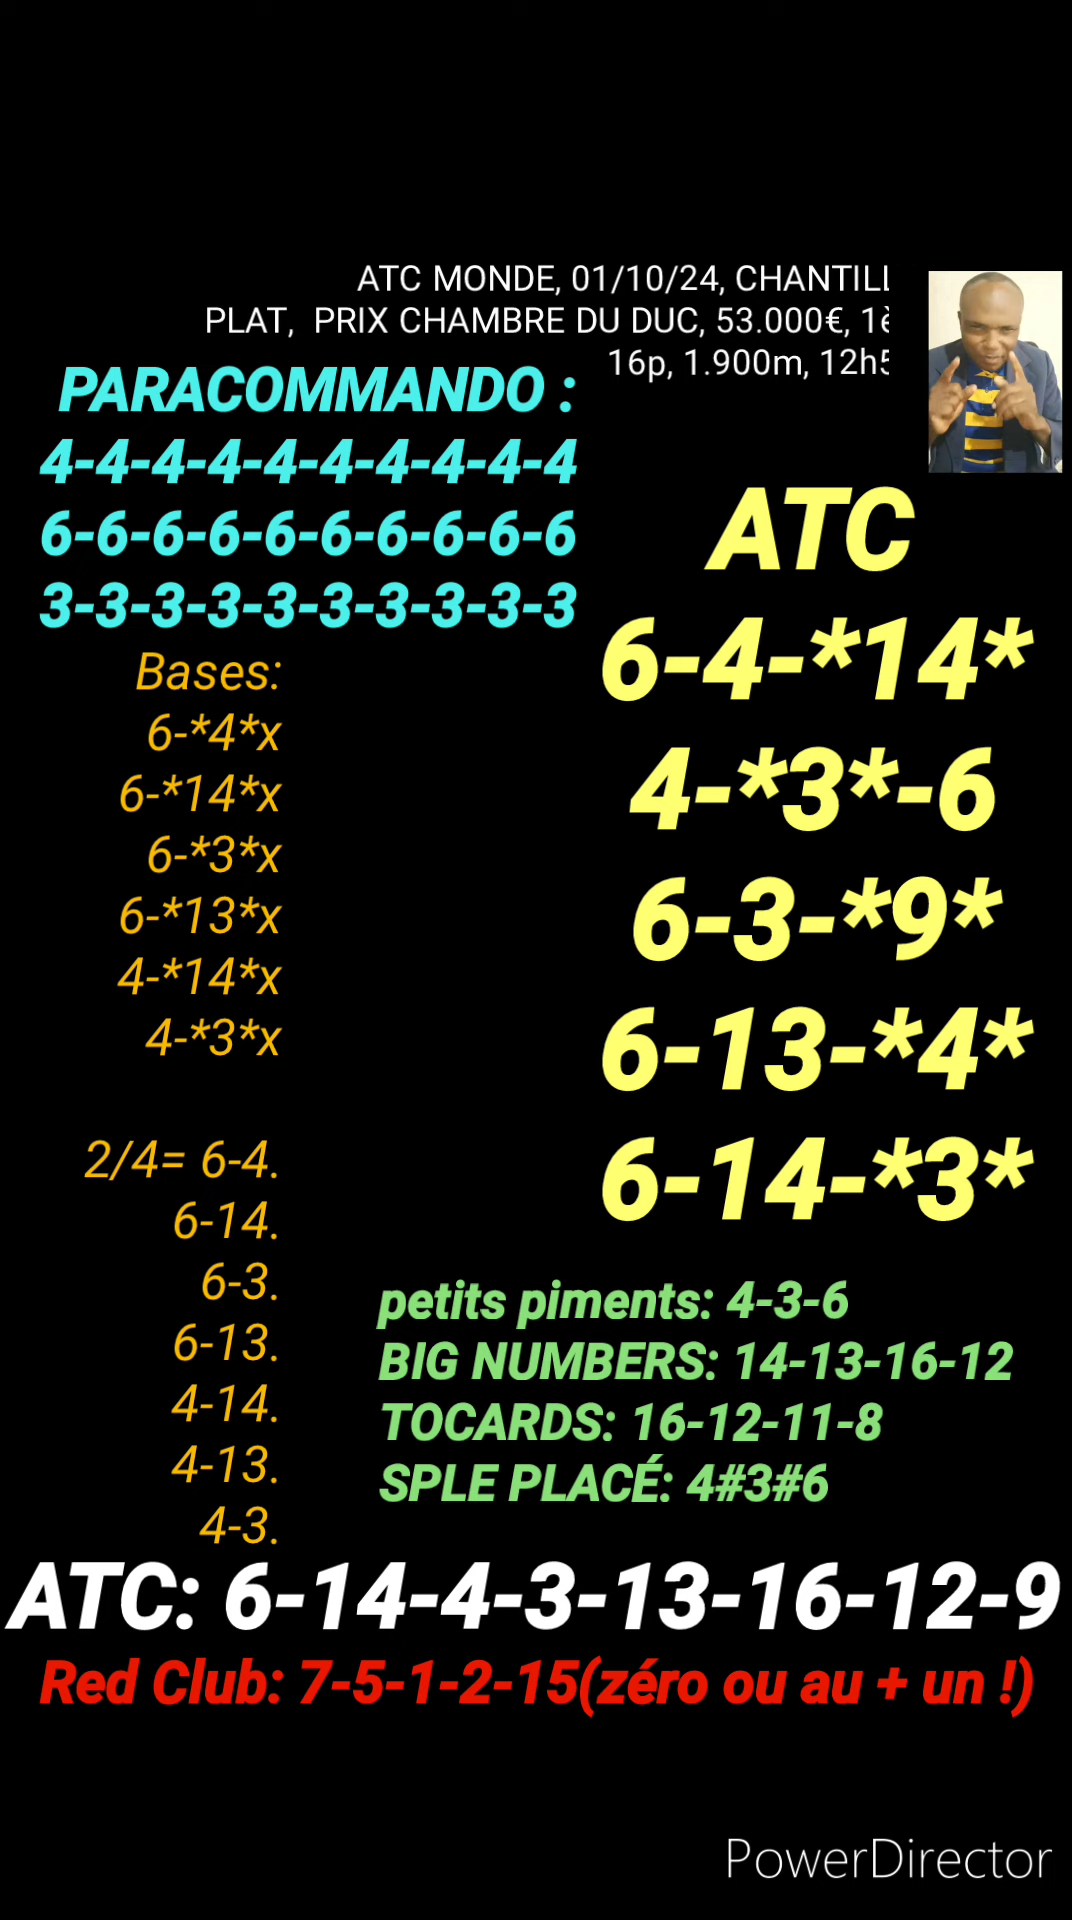 ATC MONDE, 01/10/24, CHANTILL
PLAT, PRIX CHAMBRE DU DUC, 53.000€, 1è
16p, 1.900m, 12h5
PARACOMMANDO :
4-4-4-4-4-4-4-4-4-4
6-6-6-6-6-6-6-6-6-6
3-3-3-3-3-3-3-3-3-3
Bases:
6-*4*x
6-*14*x
6-*3*x
6-*13*x
4-*14*x
4-*3*x
2/4= 6-4.
6-14.
6-3.
6-13.
4-14.
4-13.
4-3.
ATC
6-4-*14*
4-*3*-6
6-3-*9*
6-13-*4*
6-14-*3*
petits piments: 4-3-6
BIG NUMBERS: 14-13-16-12
TOCARDS: 16-12-11-8
SPLE PLACÉ: 4#3#6
ATC: 6-14-4-3-13-16-12-9
Red Club: 7-5-1-2-15(zéro ou au + un !)
PowerDirector